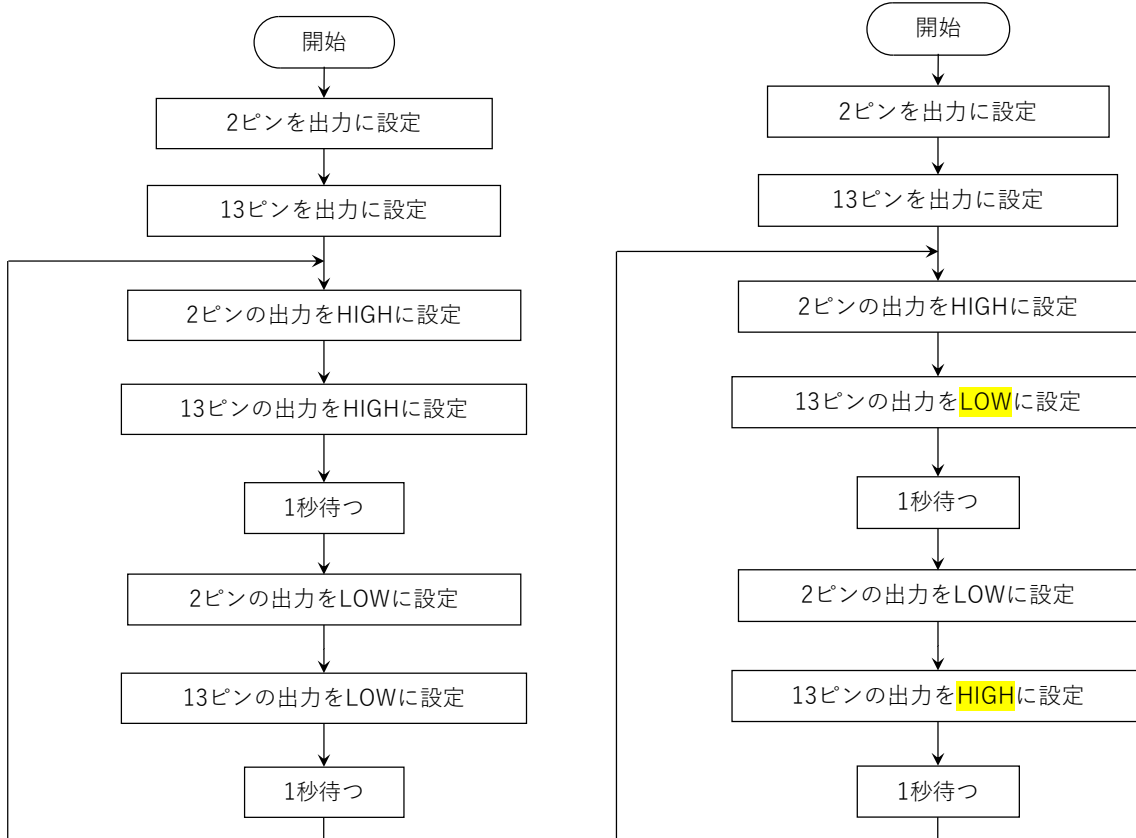 開始
2ピンを出力に設定
13ピンを出力に設定
2ピンの出力をHIGHに設定
13ピンの出力をHIGHに設定
1秒待つ
2ピンの出力をLOWに設定
13ピンの出力をLOWに設定
1秒待つ
開始
2ピンを出力に設定
13ピンを出力に設定
2ピンの出力をHIGHに設定
13ピンの出力をLOWに設定
1秒待つ
2ピンの出力をLOWに設定
13ピンの出力をHIGHに設定
1秒待つ